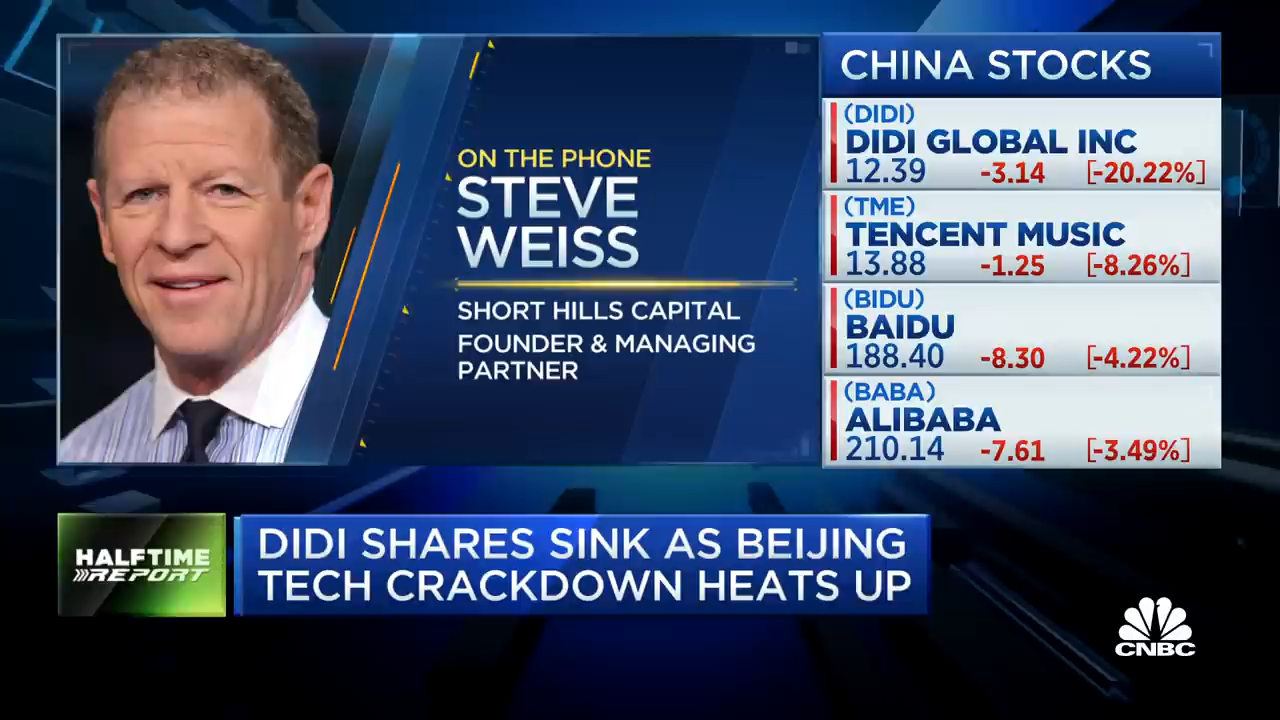 ON THE PHONE
STEVE
WEISS
SHORT HILLS CAPITAL
FOUNDER & MANAGING
PARTNER
CHINA STOCKS
(DIDI)
DIDI GLOBAL INC
12.39 -3.14 [-20.22%]
(TME)
TENCENT MUSIC
13.88 -1.25 [-8.26%]
(BIDU)
BAIDU
188.40 -8.30 [-4.22%]
(BABA)
ALIBABA
210.14 -7.61 [-3.49%]
HALFTIME
REPORT
DIDI SHARES SINK AS BEIJING
TECH CRACKDOWN HEATS UP
CNBC